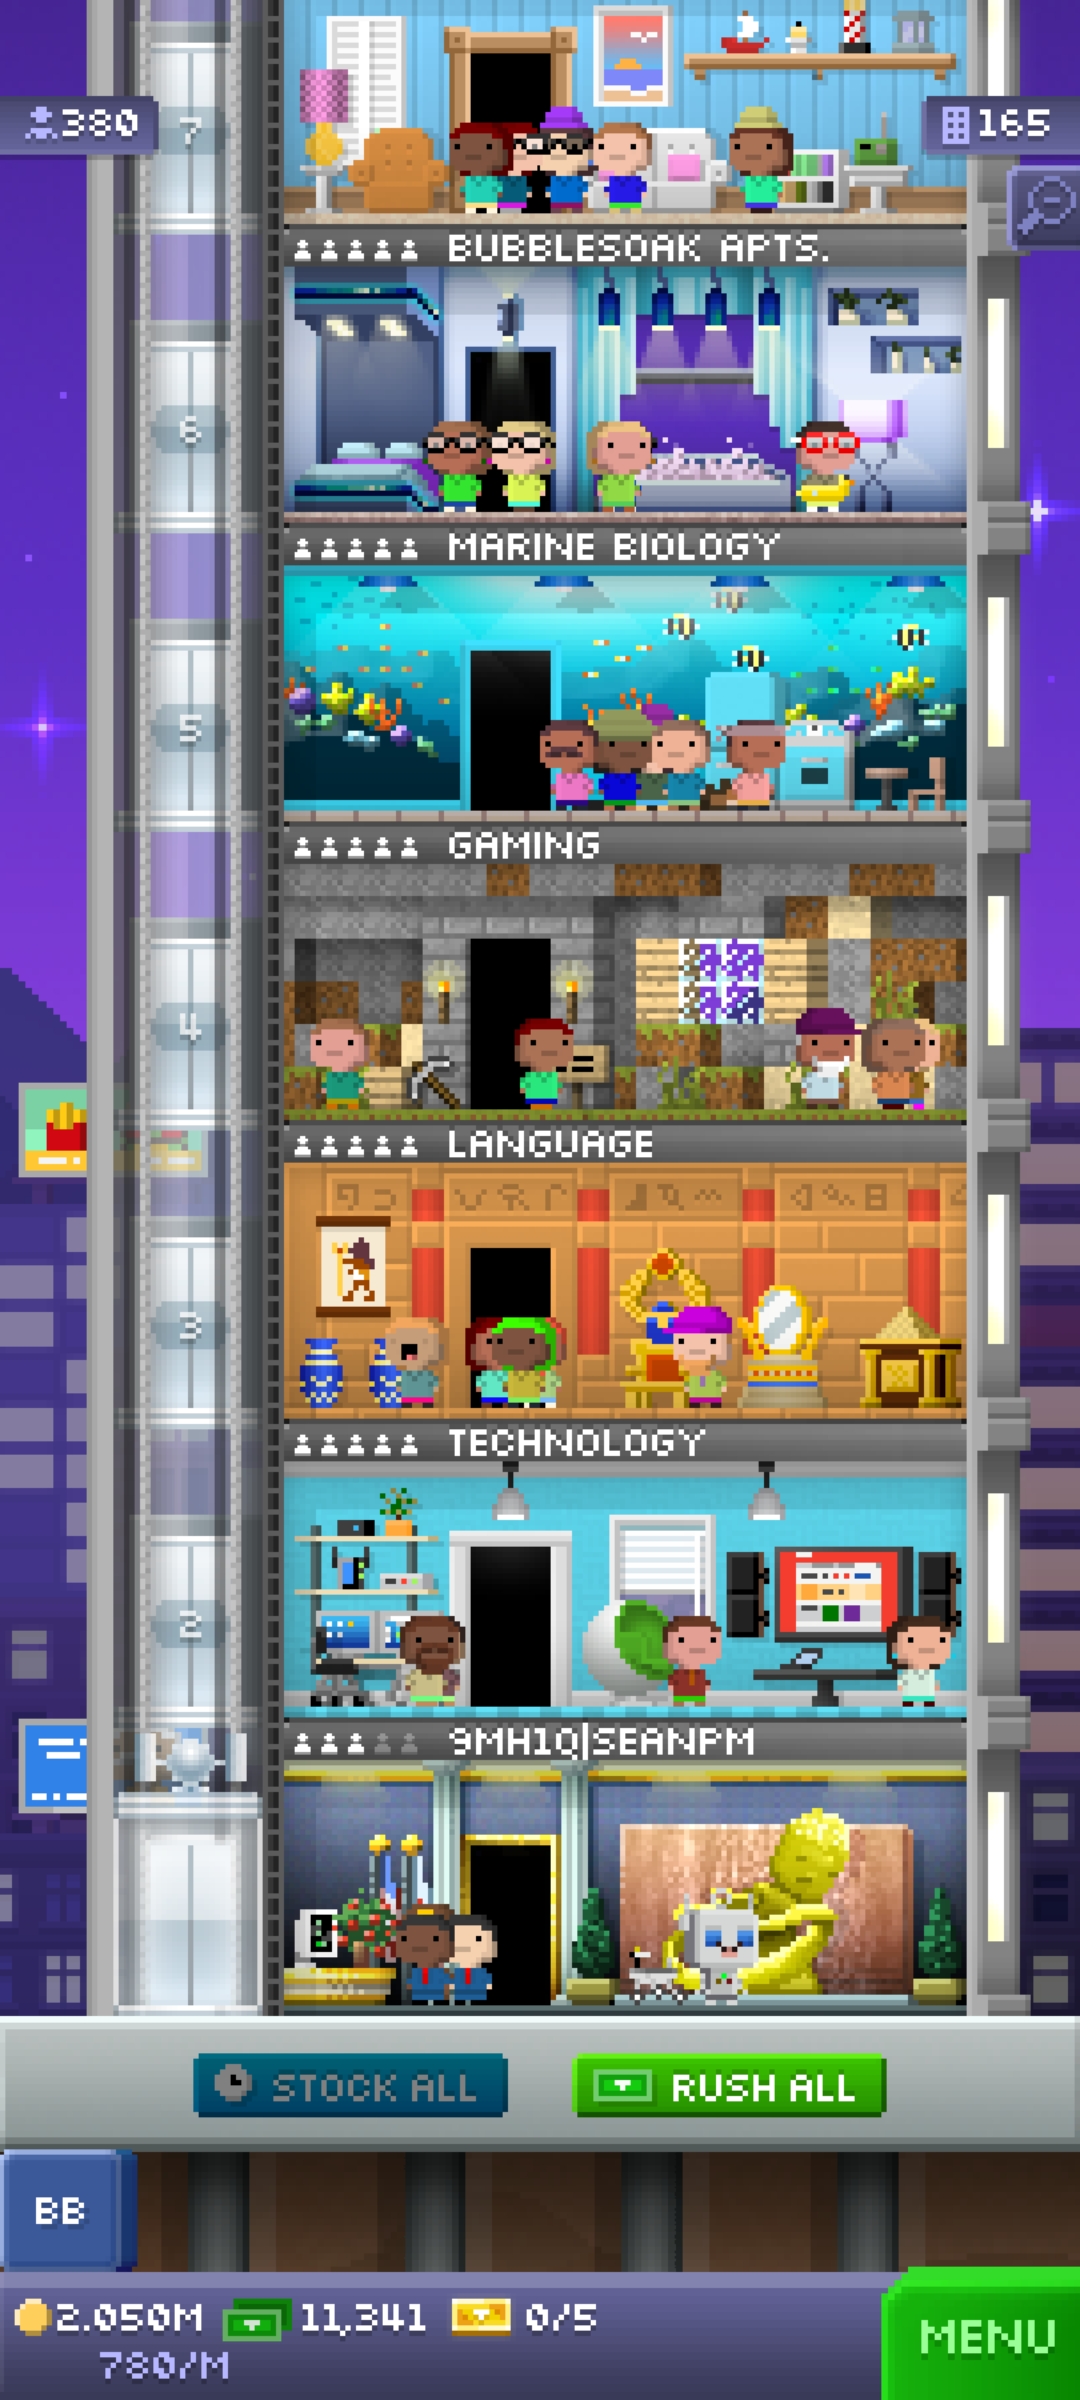 7
380
165
BUBBLESOAK APTS.
6
MARINE BIOLOGY
5
GAMING
4
LANGUAGE
3
TECHNOLOGY
2
9MH1Q|SEANPM
STOCK ALL
RUSH ALL
BB
2.050M 11,341 0/5
780/M
MENU